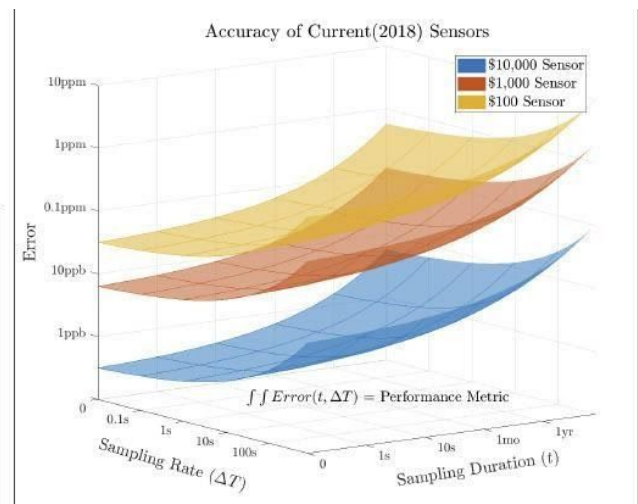 Accuracy of Current(2018) Sensors
$10,000 Sensor
$1,000 Sensor
$100 Sensor
10ppm
1ppm
0.1ppm
10ppb
1ppb
Error
∫∫ Error(t, ΔT) = Performance Metric
0
0.1s
1s
10s
100s
Sampling Rate (ΔT)
0
1s
10s
1mo
1yr
Sampling Duration (t)